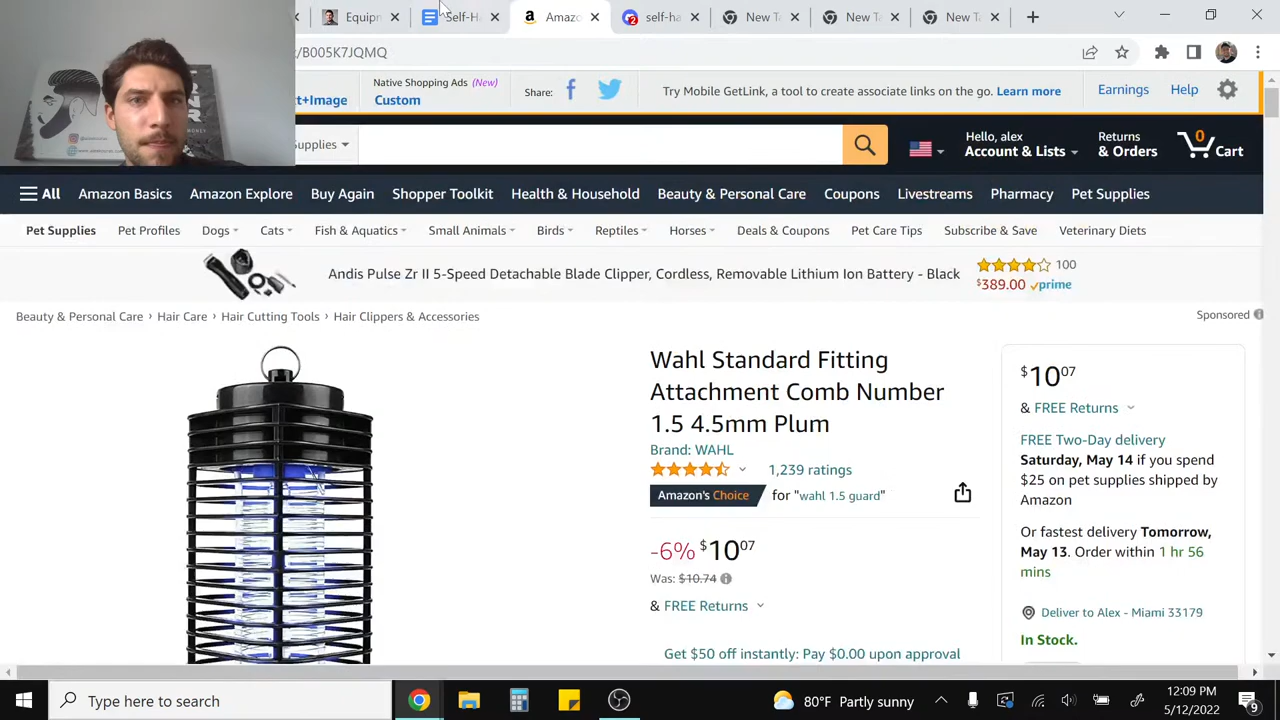 Equipm
Self-Ha
Amazo
self-ha
New T
New T
New T
/B005K7JQMQ
t+Image
Native Shopping Ads (New)
Custom
Share:
Try Mobile GetLink, a tool to create associate links on the go. Learn more
Earnings
Help
upplies
Hello, alex
Account & Lists
Returns
& Orders
0
Cart
All
Amazon Basics
Amazon Explore
Buy Again
Shopper Toolkit
Health & Household
Beauty & Personal Care
Coupons
Livestreams
Pharmacy
Pet Supplies
Pet Supplies
Pet Profiles
Dogs
Cats
Fish & Aquatics
Small Animals
Birds
Reptiles
Horses
Deals & Coupons
Pet Care Tips
Subscribe & Save
Veterinary Diets
Andis Pulse Zr II 5-Speed Detachable Blade Clipper, Cordless, Removable Lithium Ion Battery - Black
100
$389.00 prime
Beauty & Personal Care › Hair Care › Hair Cutting Tools › Hair Clippers & Accessories
Sponsored
Wahl Standard Fitting
Attachment Comb Number
1.5 4.5mm Plum
Brand: WAHL
1,239 ratings
Amazon's Choice for "wahl 1.5 guard"
-6% $10 07
Was: $10.74
& FREE Returns
Get $50 off instantly: Pay $0.00 upon approval
$10 07
& FREE Returns
FREE Two-Day delivery
Saturday, May 14 if you spend
$25 on pet supplies shipped by
Amazon
Or fastest delivery Tomorrow,
May 13. Order within 1 hr 56
mins
Deliver to Alex - Miami 33179
In Stock.
Type here to search
80°F Partly sunny
12:09 PM
5/12/2022
9